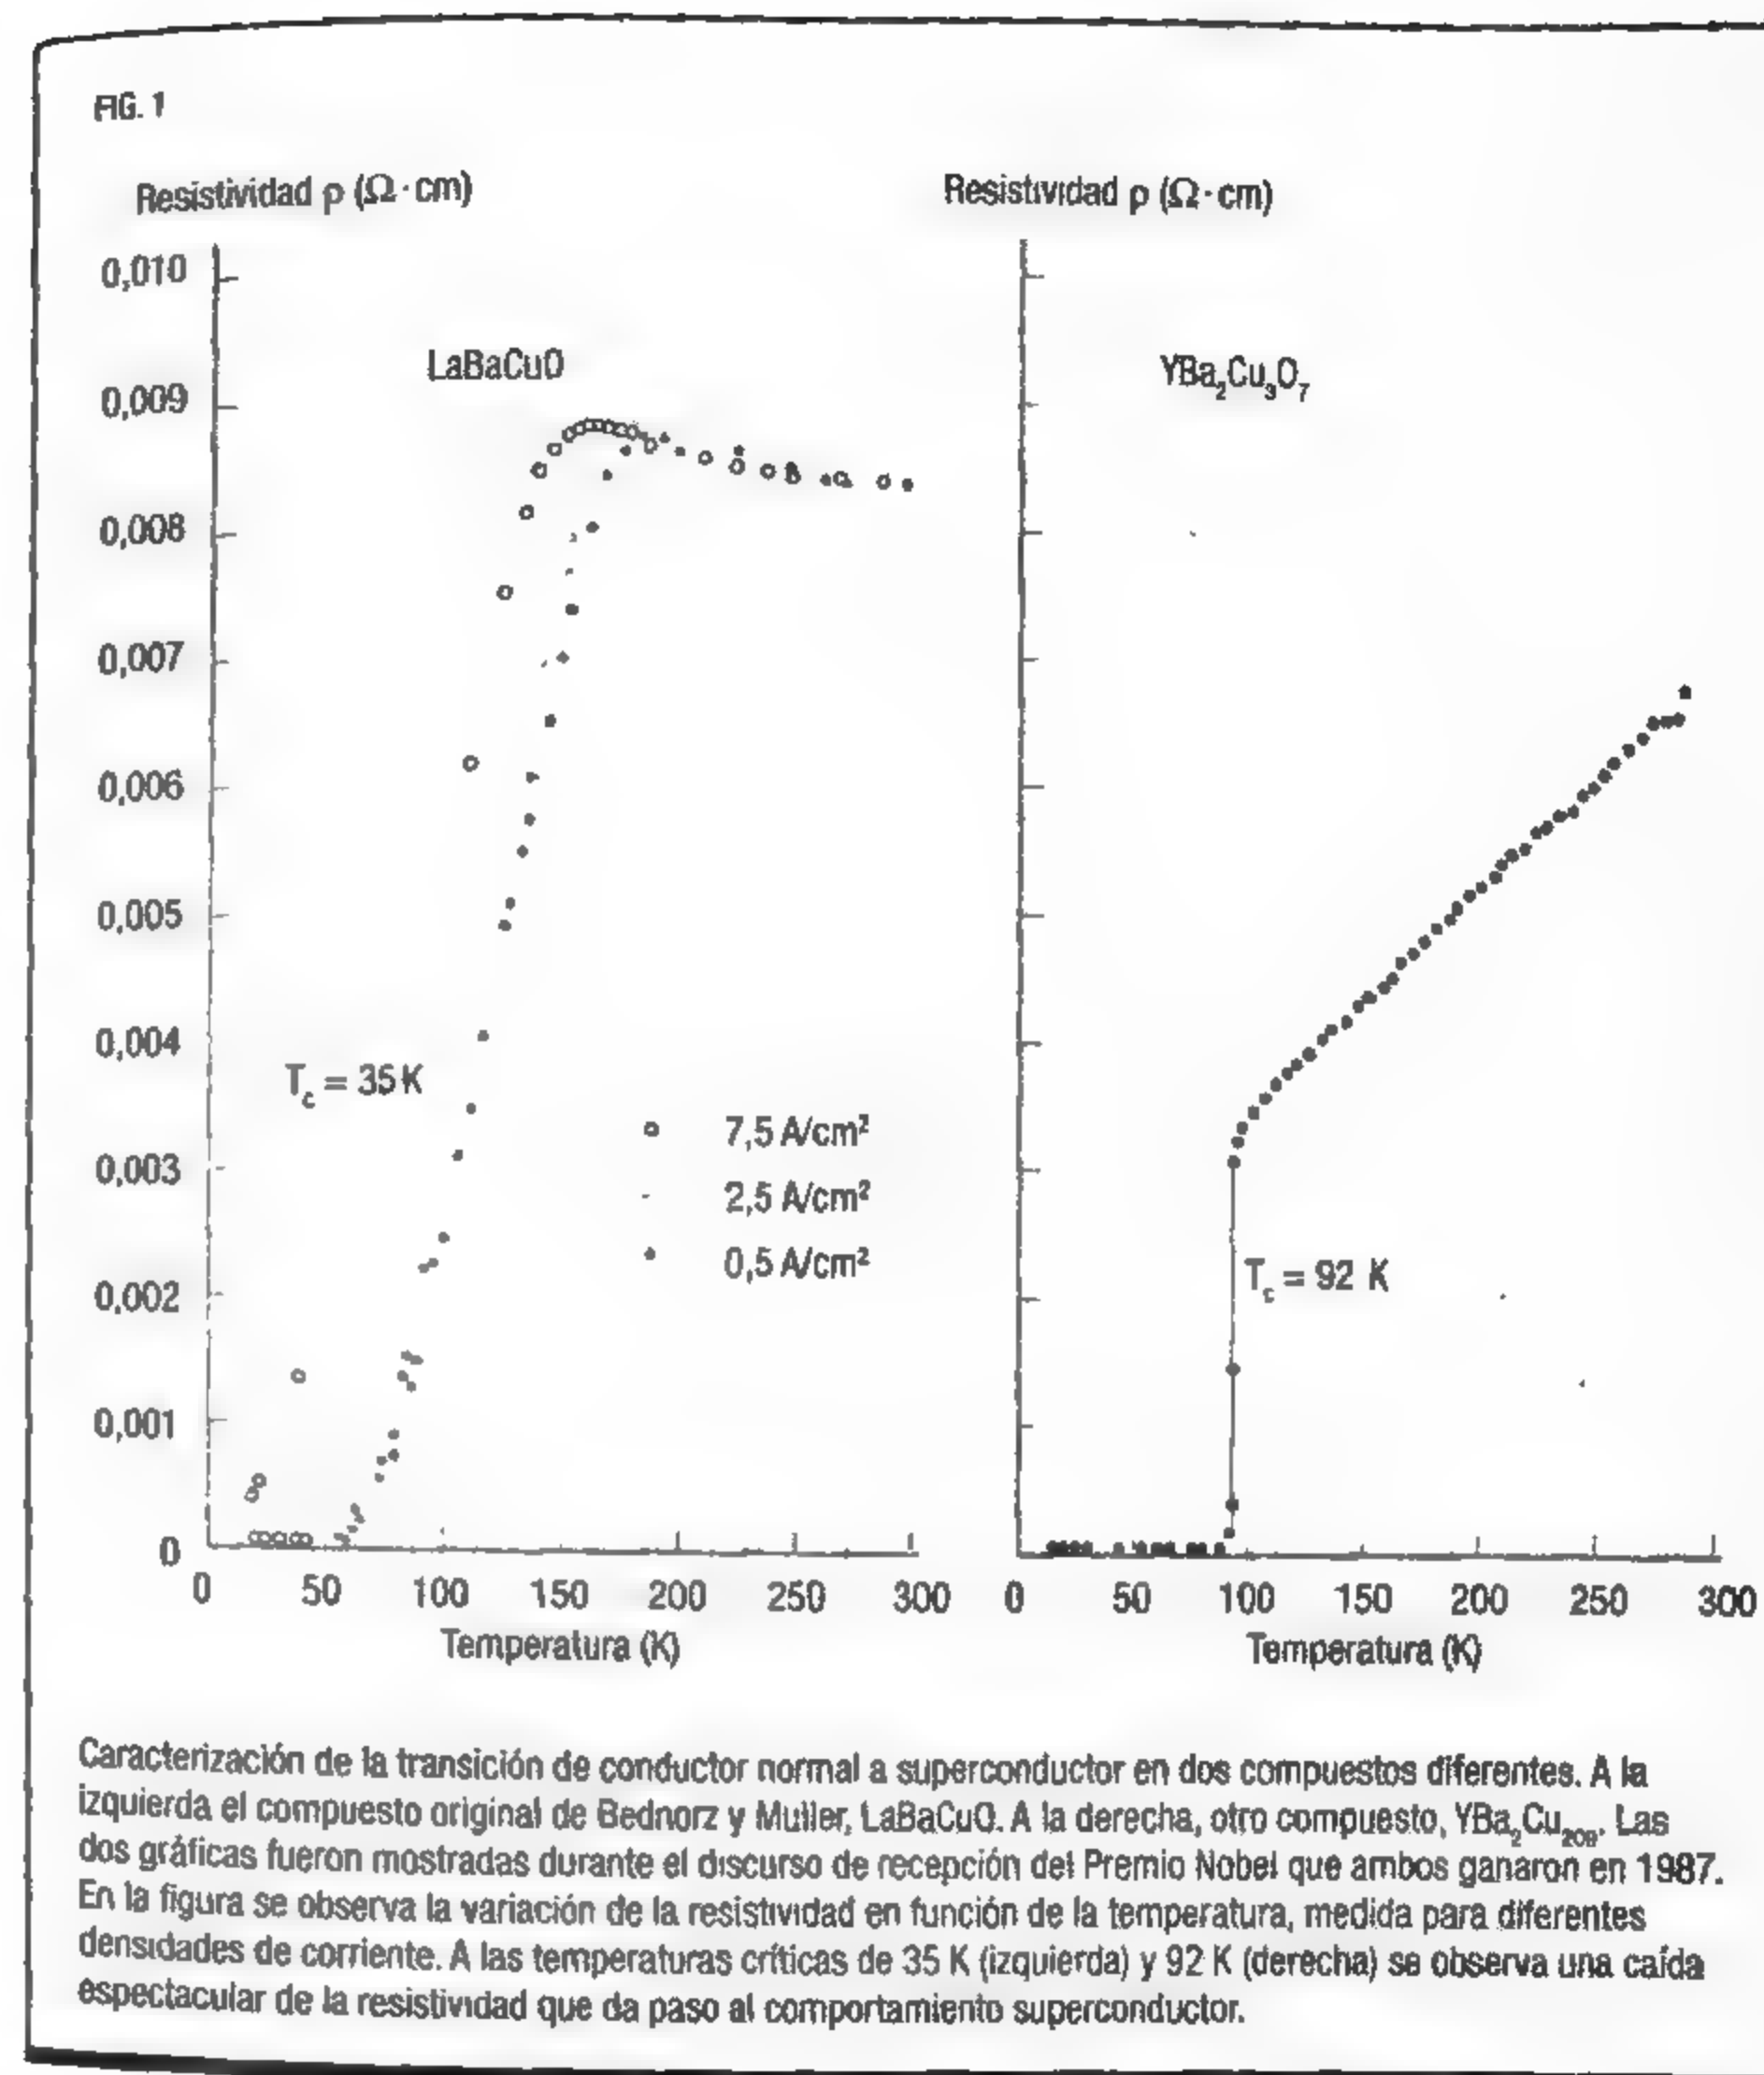 FIG. 1
Resistividad ρ (Ω · cm)
0,010
0,009
0,008
0,007
0,006
0,005
0,004
0,003
0,002
0,001
0
LaBaCuO
T_c = 35 K
7,5 A/cm²
2,5 A/cm²
0,5 A/cm²
0 50 100 150 200 250 300
Temperatura (K)
Resistividad ρ (Ω · cm)
YBa₂Cu₃O₇
T_c = 92 K
0 50 100 150 200 250 300
Temperatura (K)
Caracterización de la transición de conductor normal a superconductor en dos compuestos diferentes. A la
izquierda el compuesto original de Bednorz y Muller, LaBaCuO. A la derecha, otro compuesto, YBa₂Cu₂₀₉. Las
dos gráficas fueron mostradas durante el discurso de recepción del Premio Nobel que ambos ganaron en 1987.
En la figura se observa la variación de la resistividad en función de la temperatura, medida para diferentes
densidades de corriente. A las temperaturas críticas de 35 K (izquierda) y 92 K (derecha) se observa una caída
espectacular de la resistividad que da paso al comportamiento superconductor.